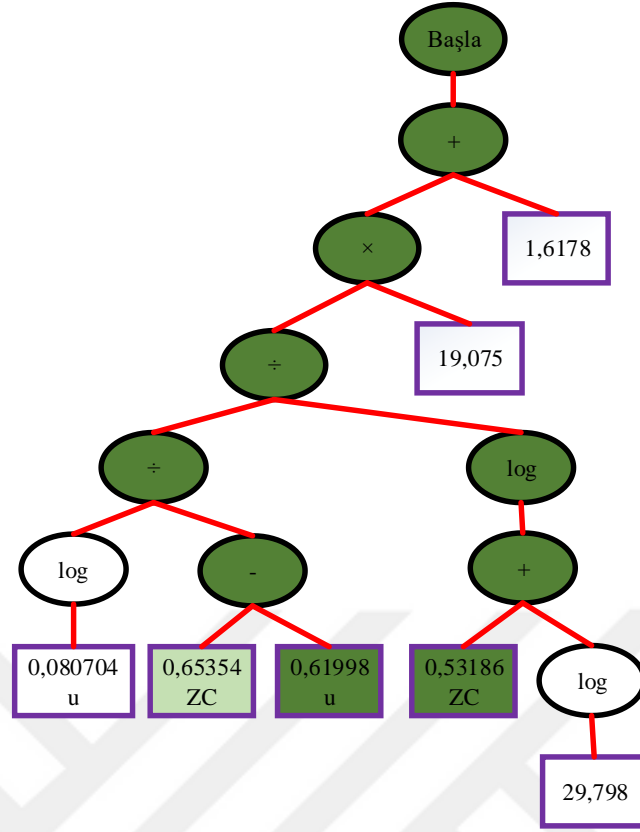 Başla
+
×
1,6178
÷
19,075
÷
log
log
-
+
0,080704
u
0,65354
ZC
0,61998
u
0,53186
ZC
log
29,798